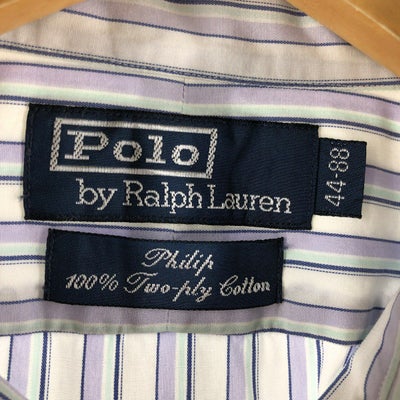 Polo
by Ralph Lauren
44-88
Philip
100% Two-ply Cotton